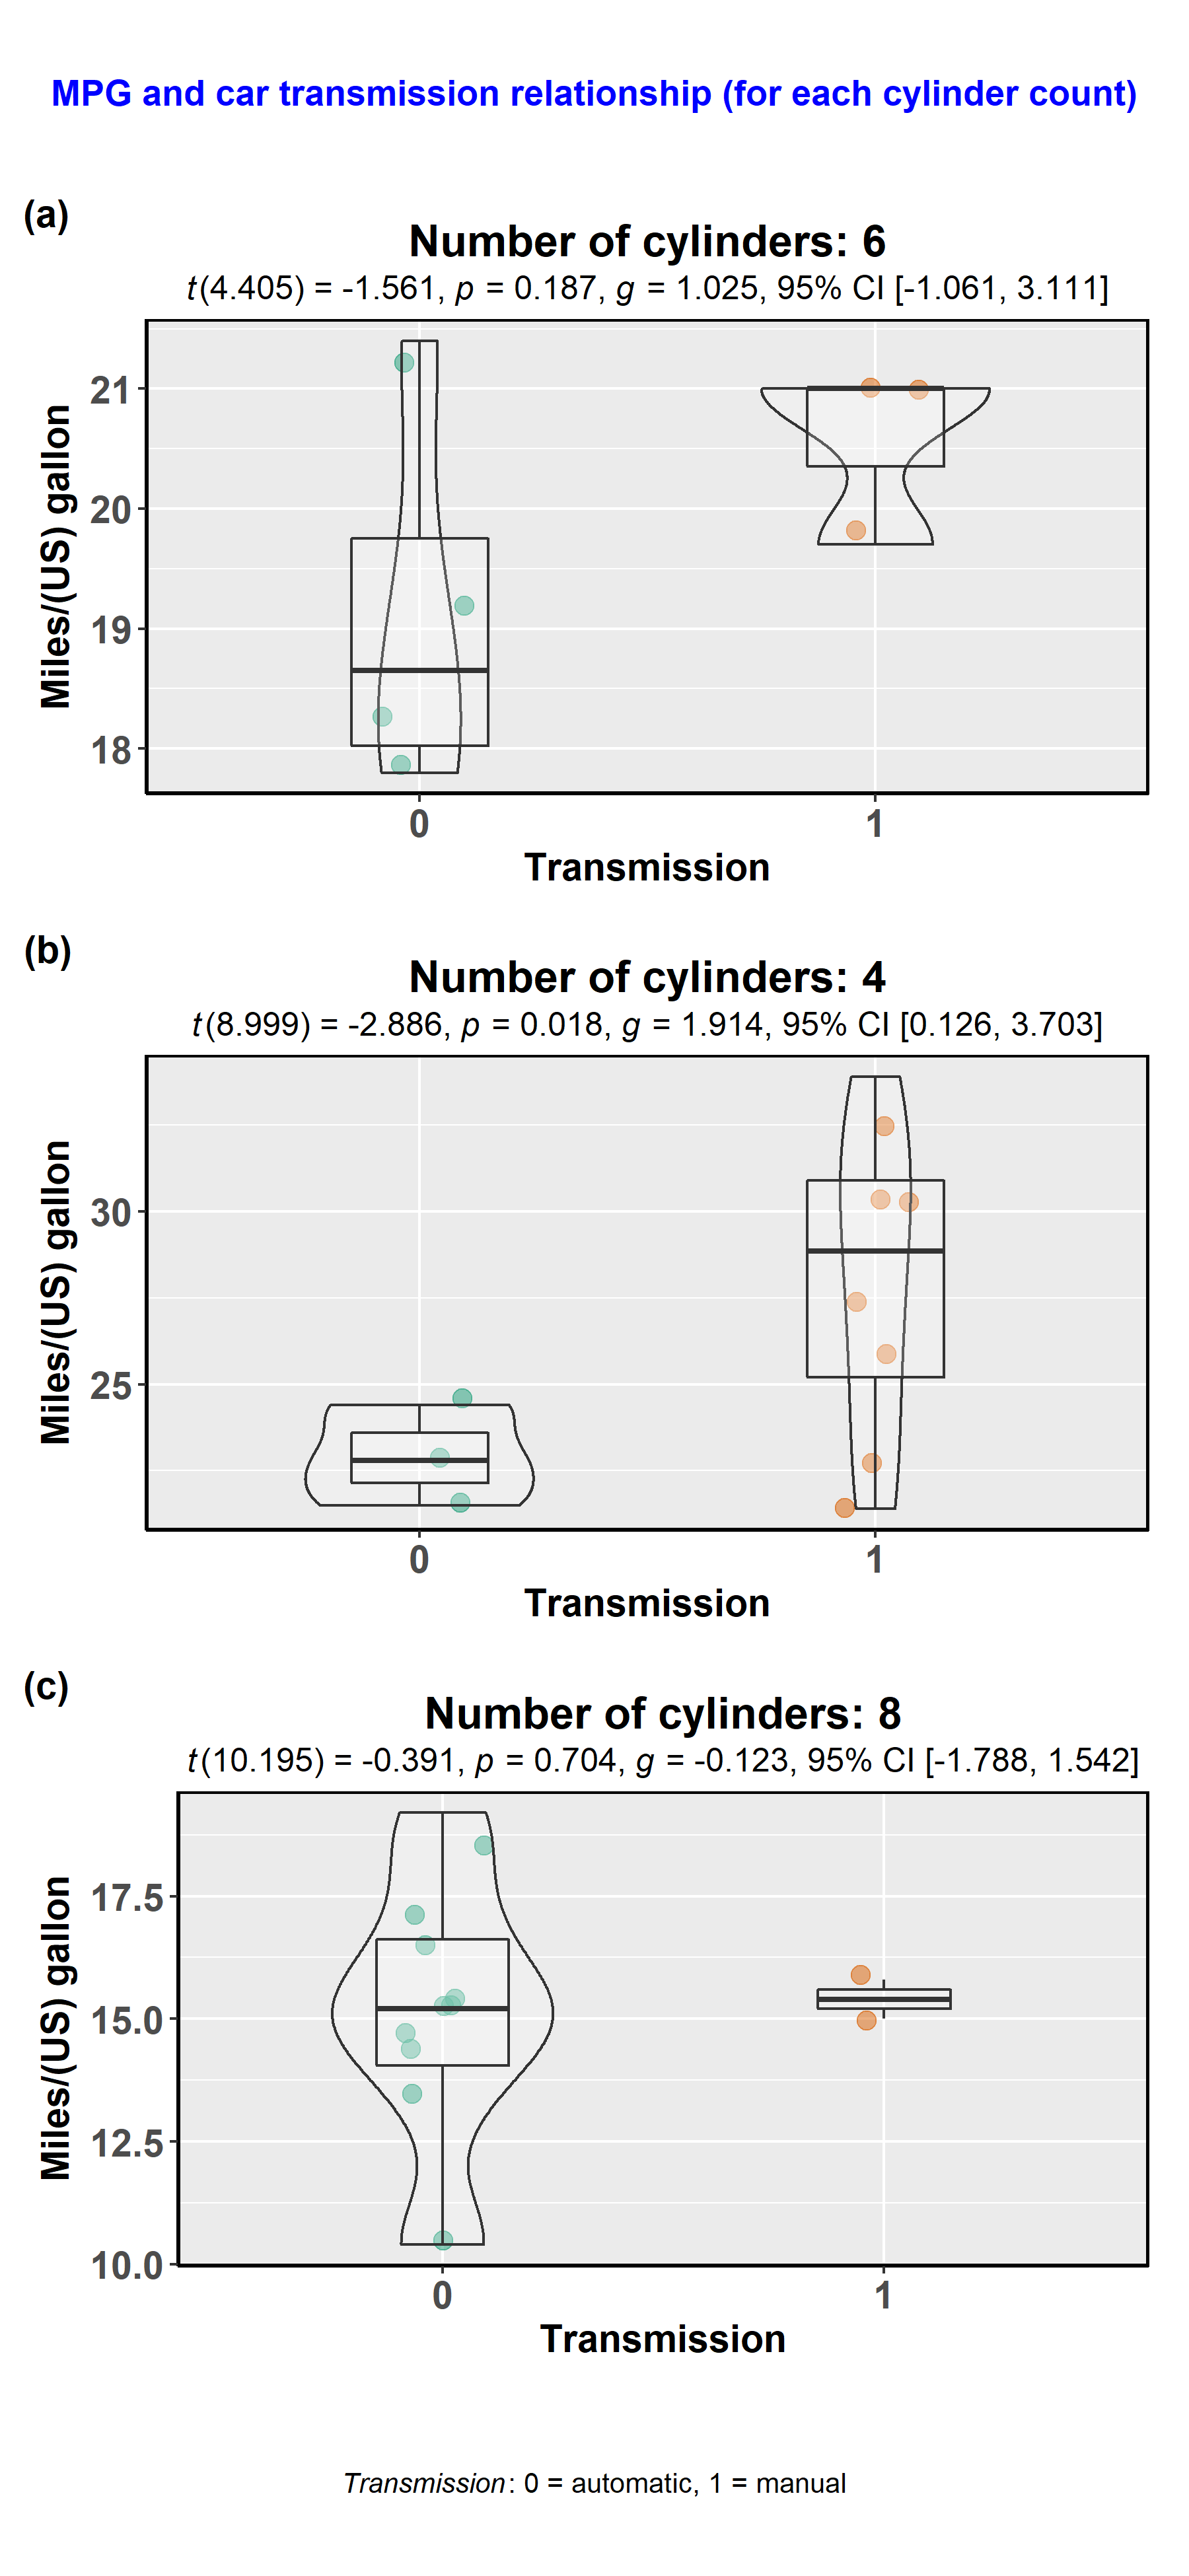 MPG and car transmission relationship (for each cylinder count)
(a)
Number of cylinders: 6
t(4.405) = -1.561, p = 0.187, g = 1.025, 95% CI [-1.061, 3.111]
Miles/(US) gallon
21
20
19
18
0 1
Transmission
(b)
Number of cylinders: 4
t(8.999) = -2.886, p = 0.018, g = 1.914, 95% CI [0.126, 3.703]
Miles/(US) gallon
30
25
0 1
Transmission
(c)
Number of cylinders: 8
t(10.195) = -0.391, p = 0.704, g = -0.123, 95% CI [-1.788, 1.542]
Miles/(US) gallon
17.5
15.0
12.5
10.0
0 1
Transmission
Transmission: 0 = automatic, 1 = manual